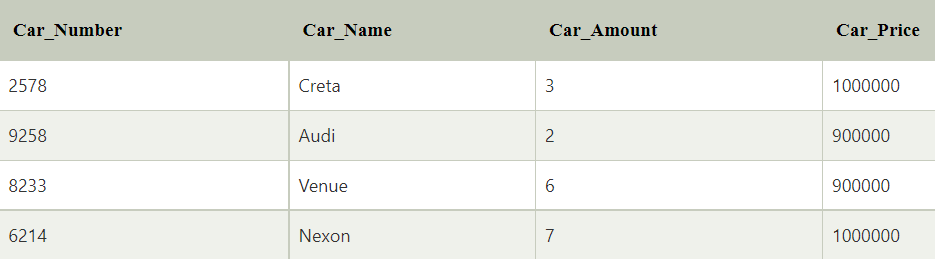 Car_Number Car_Name Car_Amount Car_Price
2578 Creta 3 1000000
9258 Audi 2 900000
8233 Venue 6 900000
6214 Nexon 7 1000000